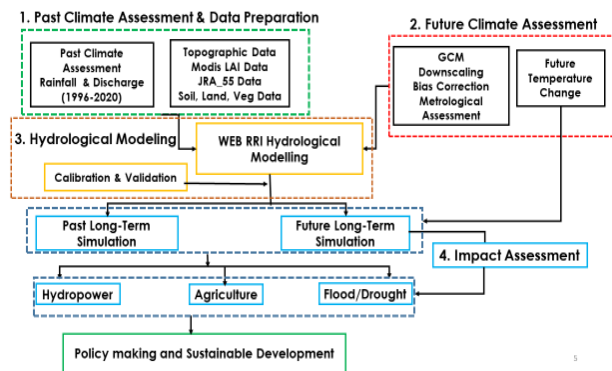 1. Past Climate Assessment & Data Preparation
Past Climate
Assessment
Rainfall & Discharge
(1996-2020)
Topographic Data
Modis LAI Data
JRA_55 Data
Soil, Land, Veg Data
2. Future Climate Assessment
GCM
Downscaling
Bias Correction
Metrological
Assessment
Future
Temperature
Change
3. Hydrological Modeling
WEB RRI Hydrological
Modelling
Calibration & Validation
Past Long-Term
Simulation
Future Long-Term
Simulation
4. Impact Assessment
Hydropower
Agriculture
Flood/Drought
Policy making and Sustainable Development
5